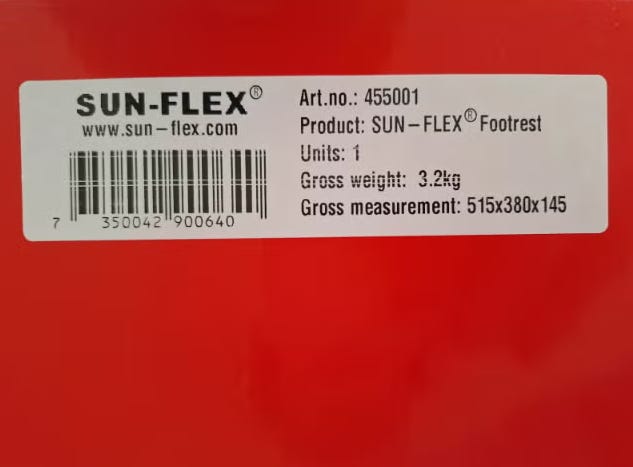 SUN-FLEX®
www.sun-flex.com
7 350042 900640
Art.no.: 455001
Product: SUN-FLEX® Footrest
Units: 1
Gross weight: 3.2kg
Gross measurement: 515x380x145